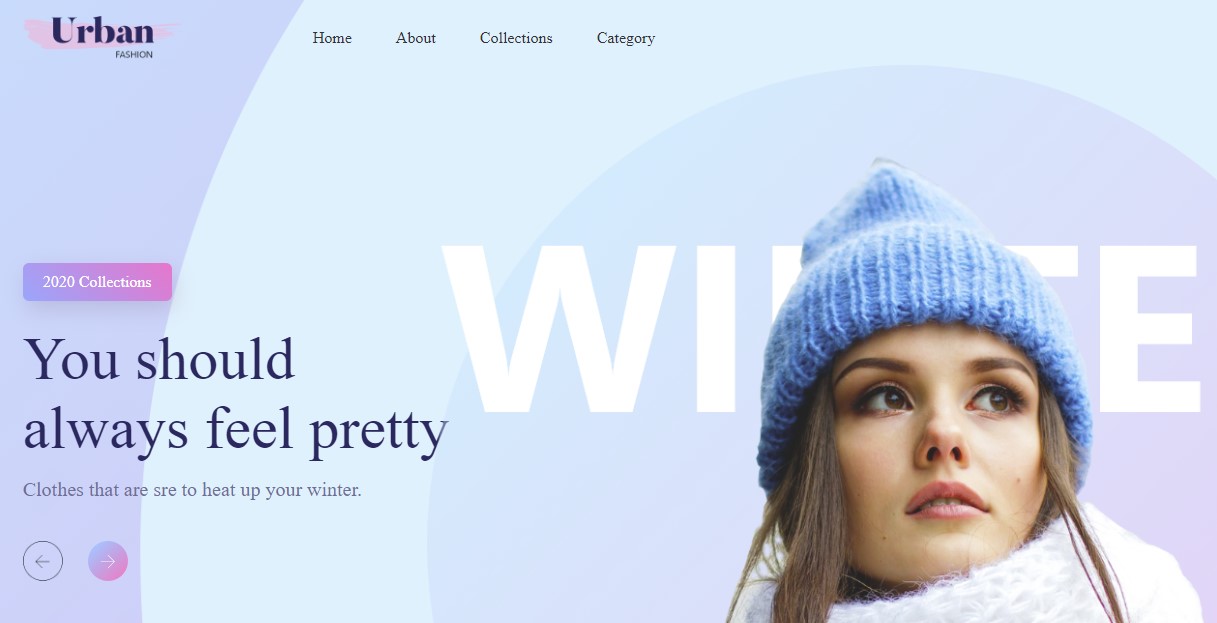 Urban
FASHION
Home About Collections Category
WI TE
2020 Collections
You should
always feel pretty
Clothes that are sre to heat up your winter.